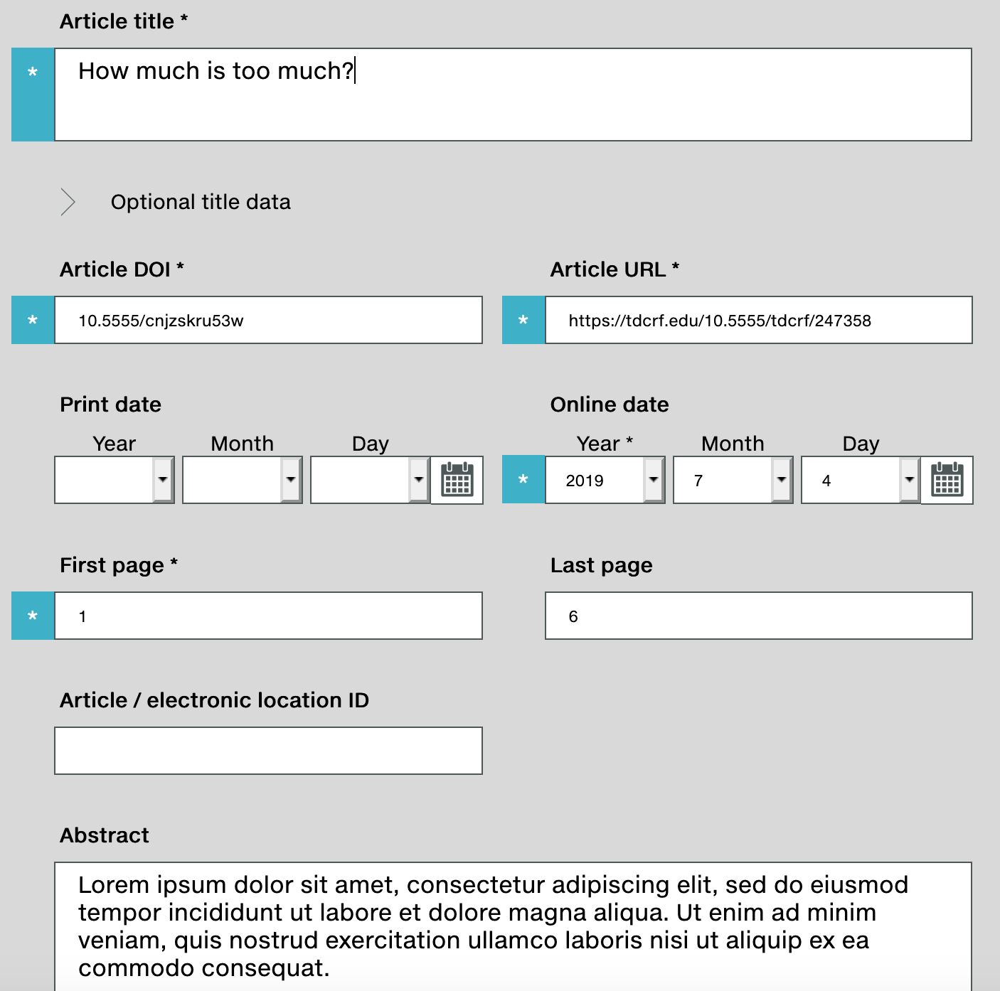 Article title *
*
How much is too much?
Optional title data
Article DOI *
Article URL *
*
10.5555/cnjzskru53w
*
https://tdcrf.edu/10.5555/tdcrf/247358
Print date
Online date
Year Month Day
Year * Month Day
*
2019 7 4
First page *
Last page
*
1
6
Article / electronic location ID
Abstract
Lorem ipsum dolor sit amet, consectetur adipiscing elit, sed do eiusmod
tempor incididunt ut labore et dolore magna aliqua. Ut enim ad minim
veniam, quis nostrud exercitation ullamco laboris nisi ut aliquip ex ea
commodo consequat.